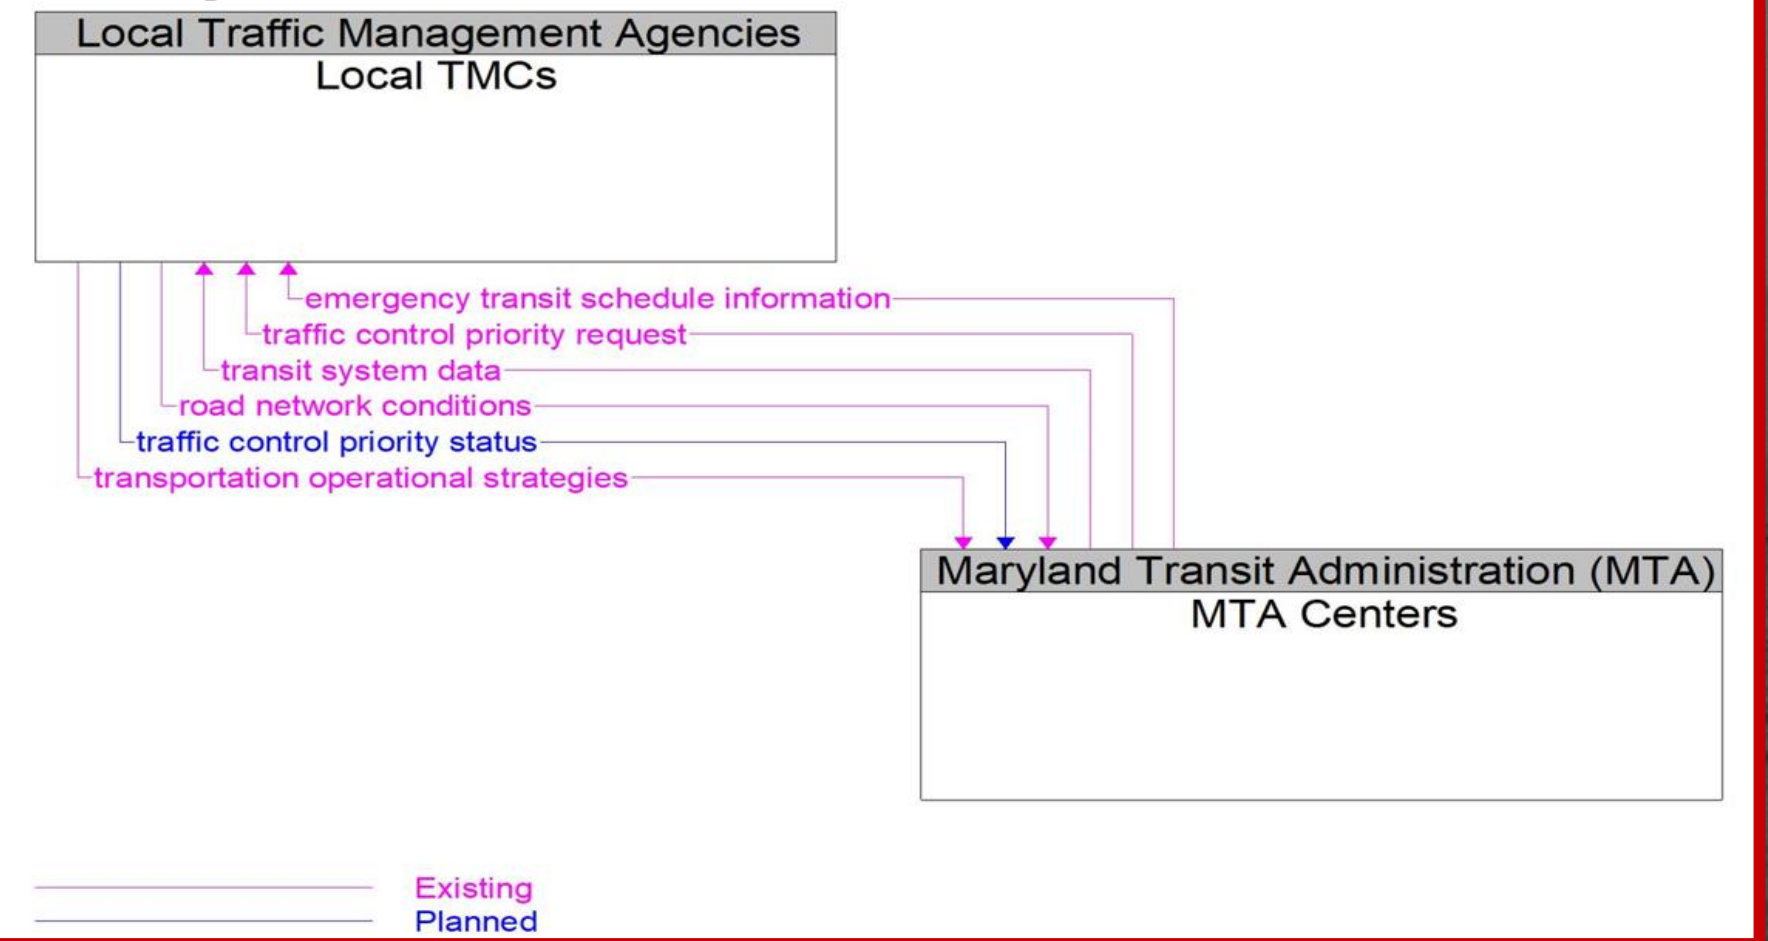 Local Traffic Management Agencies
Local TMCs
emergency transit schedule information
traffic control priority request
transit system data
road network conditions
traffic control priority status
transportation operational strategies
Maryland Transit Administration (MTA)
MTA Centers
Existing
Planned